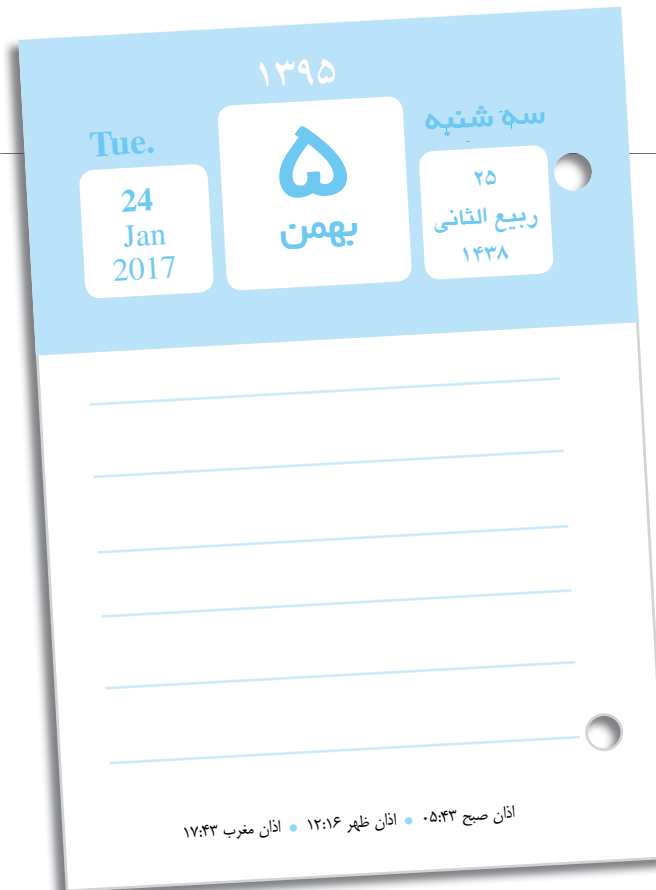 ۱۳۹۵
سه شنبه
۲۵
ربیع الثانی
۱۴۳۸
۵
بهمن
Tue.
24
Jan
2017
اذان صبح ۰۵:۴۳ • اذان ظهر ۱۲:۱۶ • اذان مغرب ۱۷:۴۳